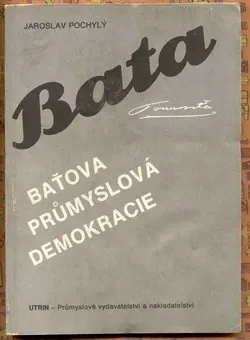 JAROSLAV POCHYLÝ
Bata
BAŤOVA
PRŮMYSLOVÁ
DEMOKRACIE
UTRIN – Průmyslové vydavatelství a nakladatelství